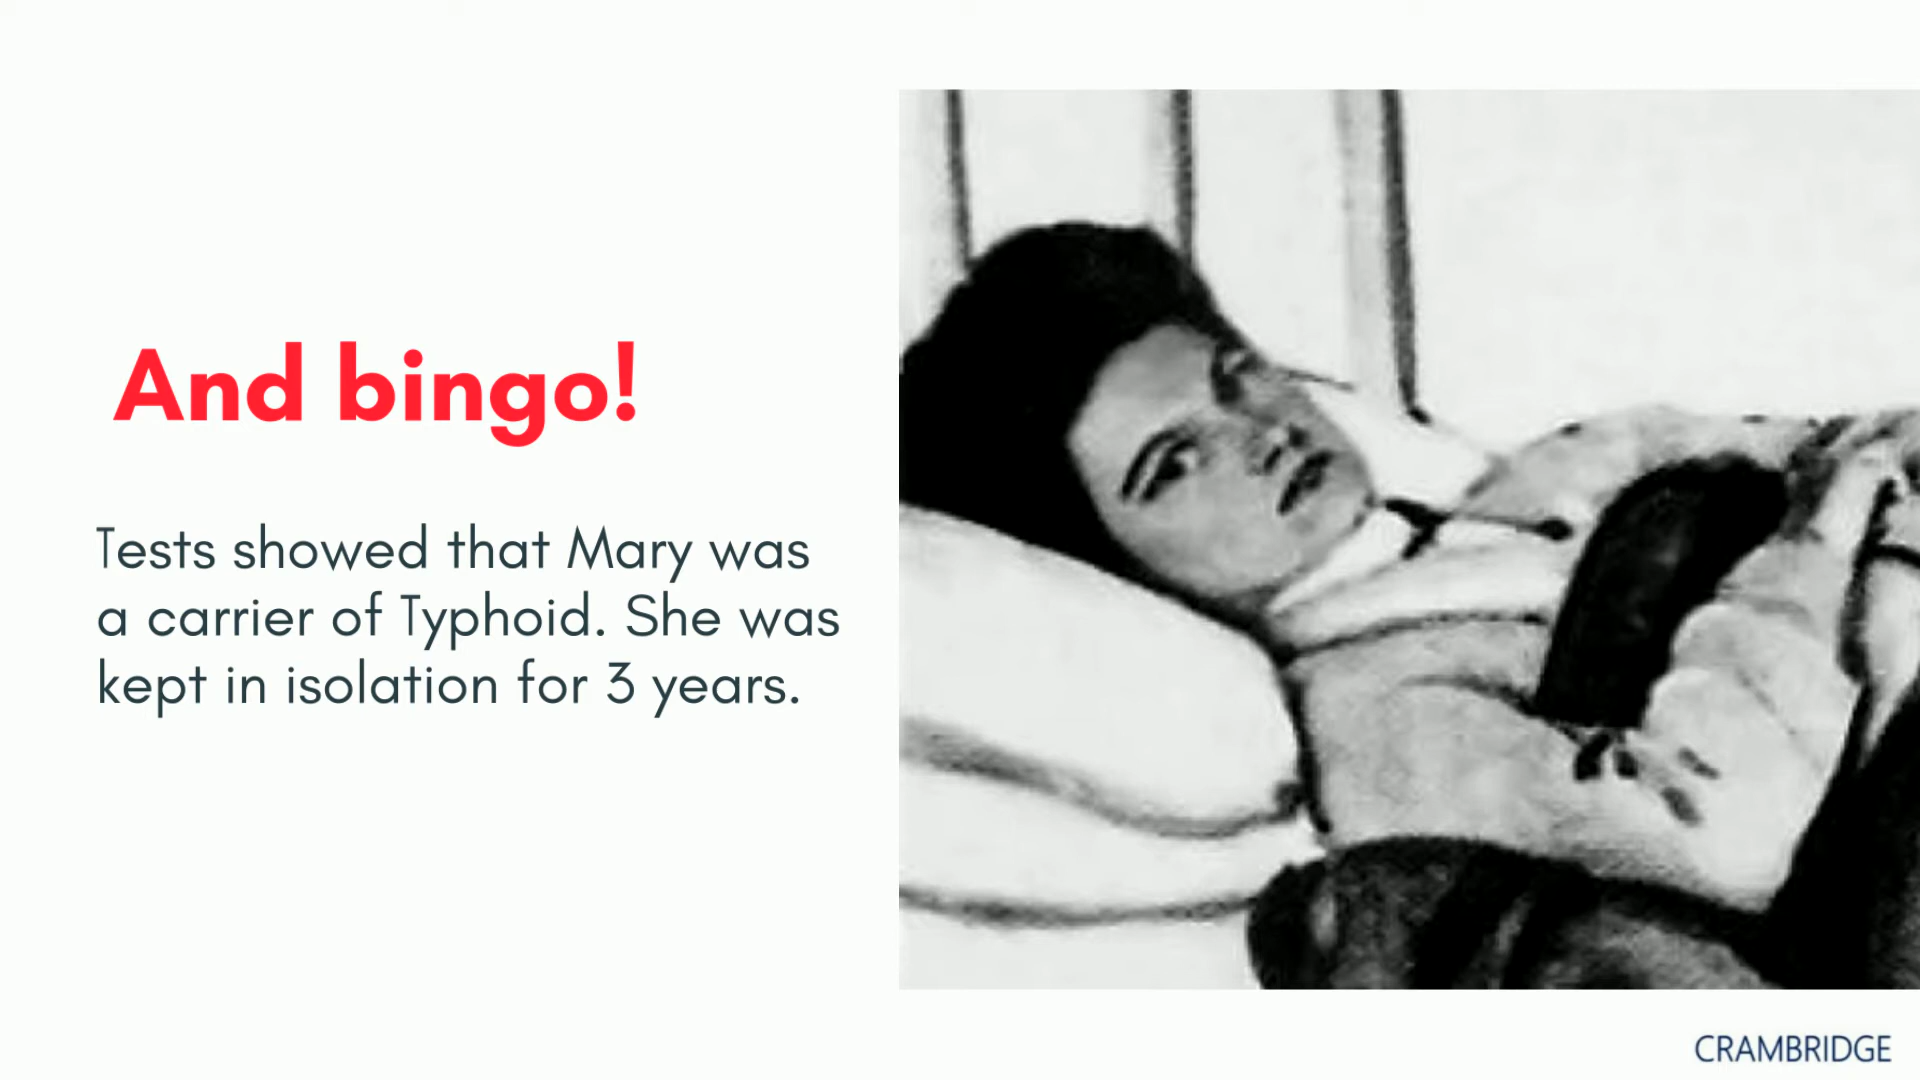 And bingo!
Tests showed that Mary was
a carrier of Typhoid. She was
kept in isolation for 3 years.
CRAMBRIDGE